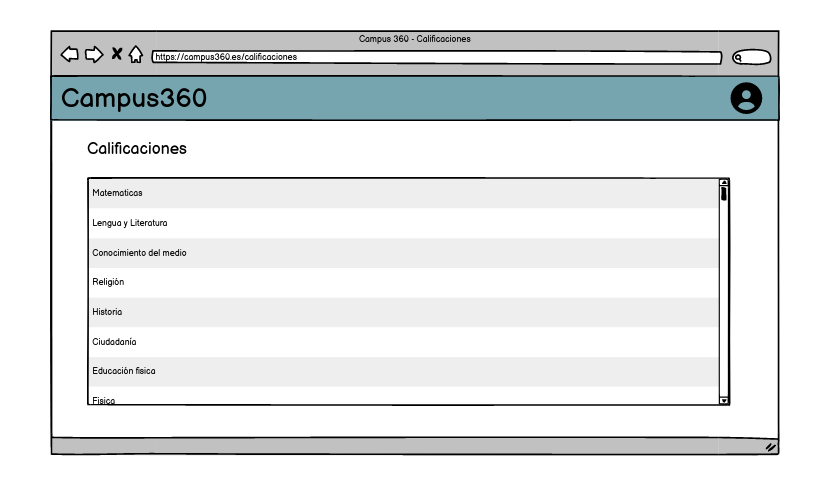 Campus 360 - Calificaciones
https://campus360.es/calificaciones
Campus360
Calificaciones
Matematicas
Lengua y Literatura
Conocimiento del medio
Religión
Historia
Ciudadanía
Educación fisica
Fisica